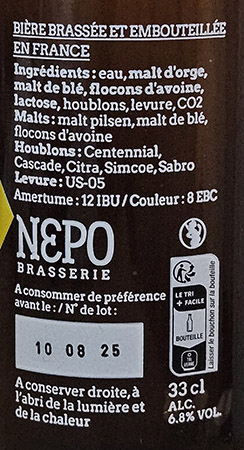 BIÈRE BRASSÉE ET EMBOUTEILLÉE
EN FRANCE
Ingrédients : eau, malt d'orge,
malt de blé, flocons d'avoine,
lactose, houblons, levure, CO2
Malts : malt pilsen, malt de blé,
flocons d'avoine
Houblons : Centennial,
Cascade, Citra, Simcoe, Sabro
Levure : US-05
Amertume : 12 IBU / Couleur : 8 EBC
NEPO
BRASSERIE
A consommer de préférence
avant le : / N° de lot :
10 08 25
A conserver droite, à
l'abri de la lumière et
de la chaleur
LE TRI
+ FACILE
BOUTEILLE
Laisser le bouchon sur la bouteille
33 cl
ALC.
6.8% VOL.